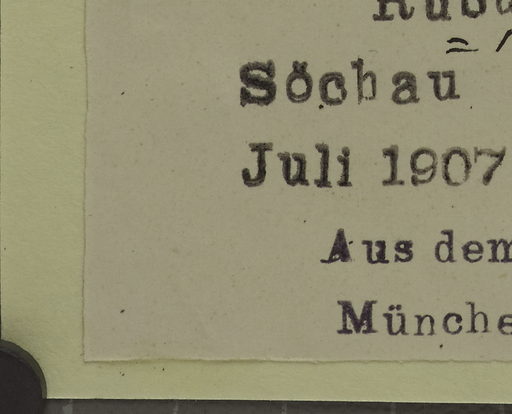 Söchau
Juli 1907
Aus dem
Münche